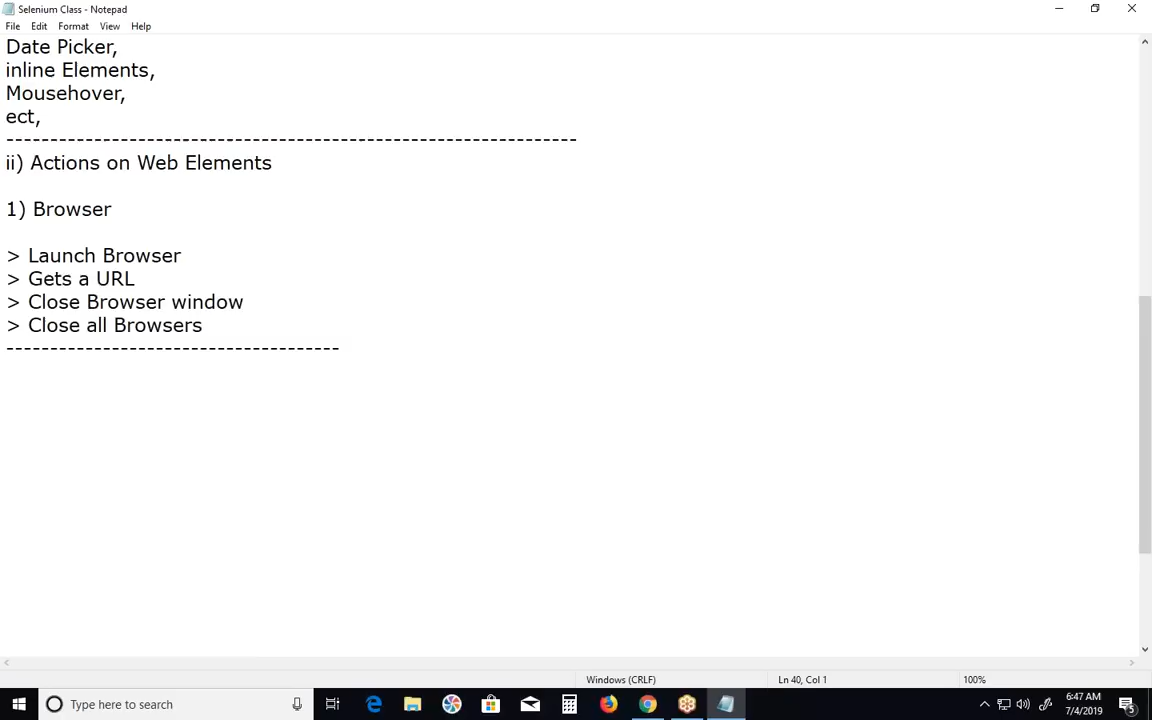 Selenium Class - Notepad
File Edit Format View Help
Date Picker,
inline Elements,
Mousehover,
ect,
-----------------------------------------------------------------
ii) Actions on Web Elements
1) Browser
> Launch Browser
> Gets a URL
> Close Browser window
> Close all Browsers
-------------------------------------
Windows (CRLF) Ln 40, Col 1 100%
Type here to search
6:47 AM
7/4/2019
5